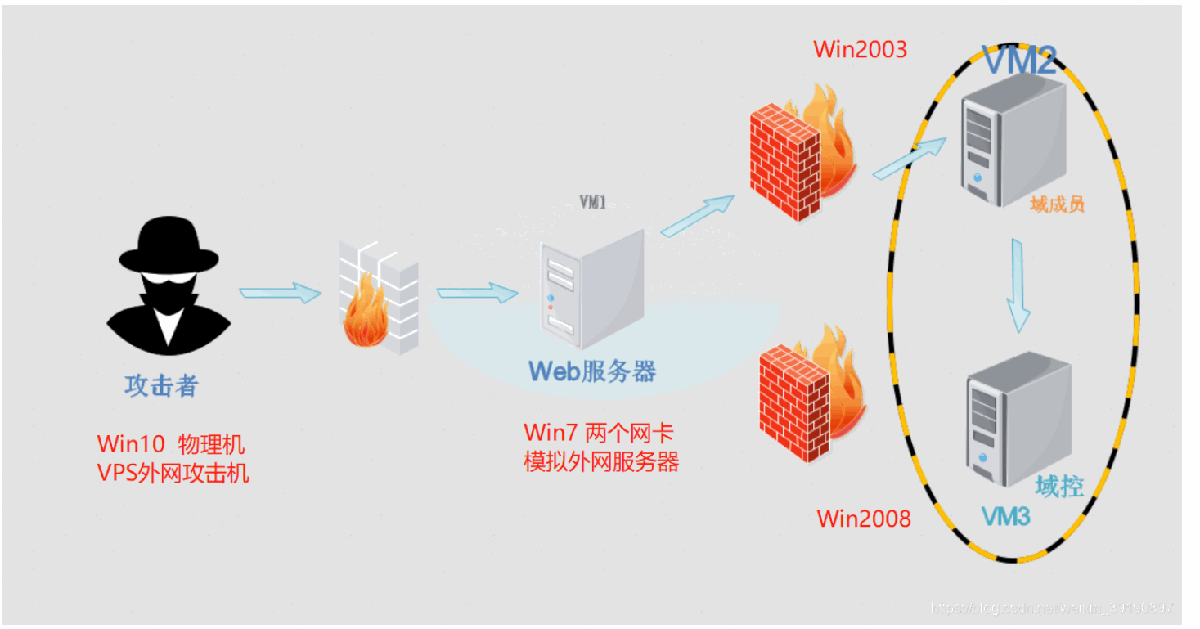 Win2003
VM2
域成员
VM1
Web服务器
攻击者
Win10 物理机
VPS外网攻击机
Win7 两个网卡
模拟外网服务器
域控
VM3
Win2008